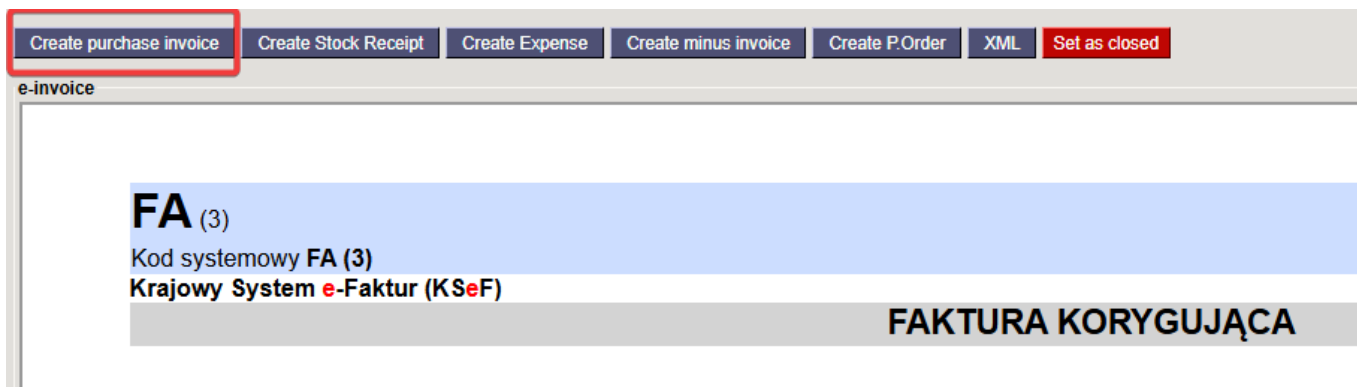 Create purchase invoice Create Stock Receipt Create Expense Create minus invoice Create P.Order XML Set as closed
e-invoice
FA (3)
Kod systemowy FA (3)
Krajowy System e-Faktur (KSeF)
FAKTURA KORYGUJĄCA